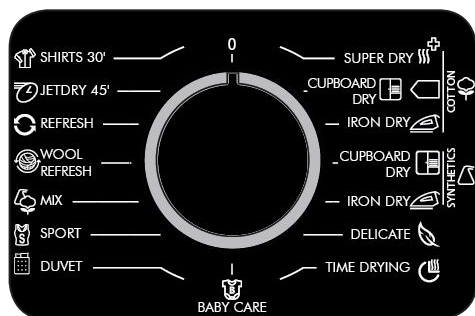 0
SHIRTS 30'
JETDRY 45'
REFRESH
WOOL
REFRESH
MIX
SPORT
S
DUVET
SUPER DRY
CUPBOARD
DRY
IRON DRY
COTTON
CUPBOARD
DRY
IRON DRY
SYNTHETICS
DELICATE
TIME DRYING
B
BABY CARE